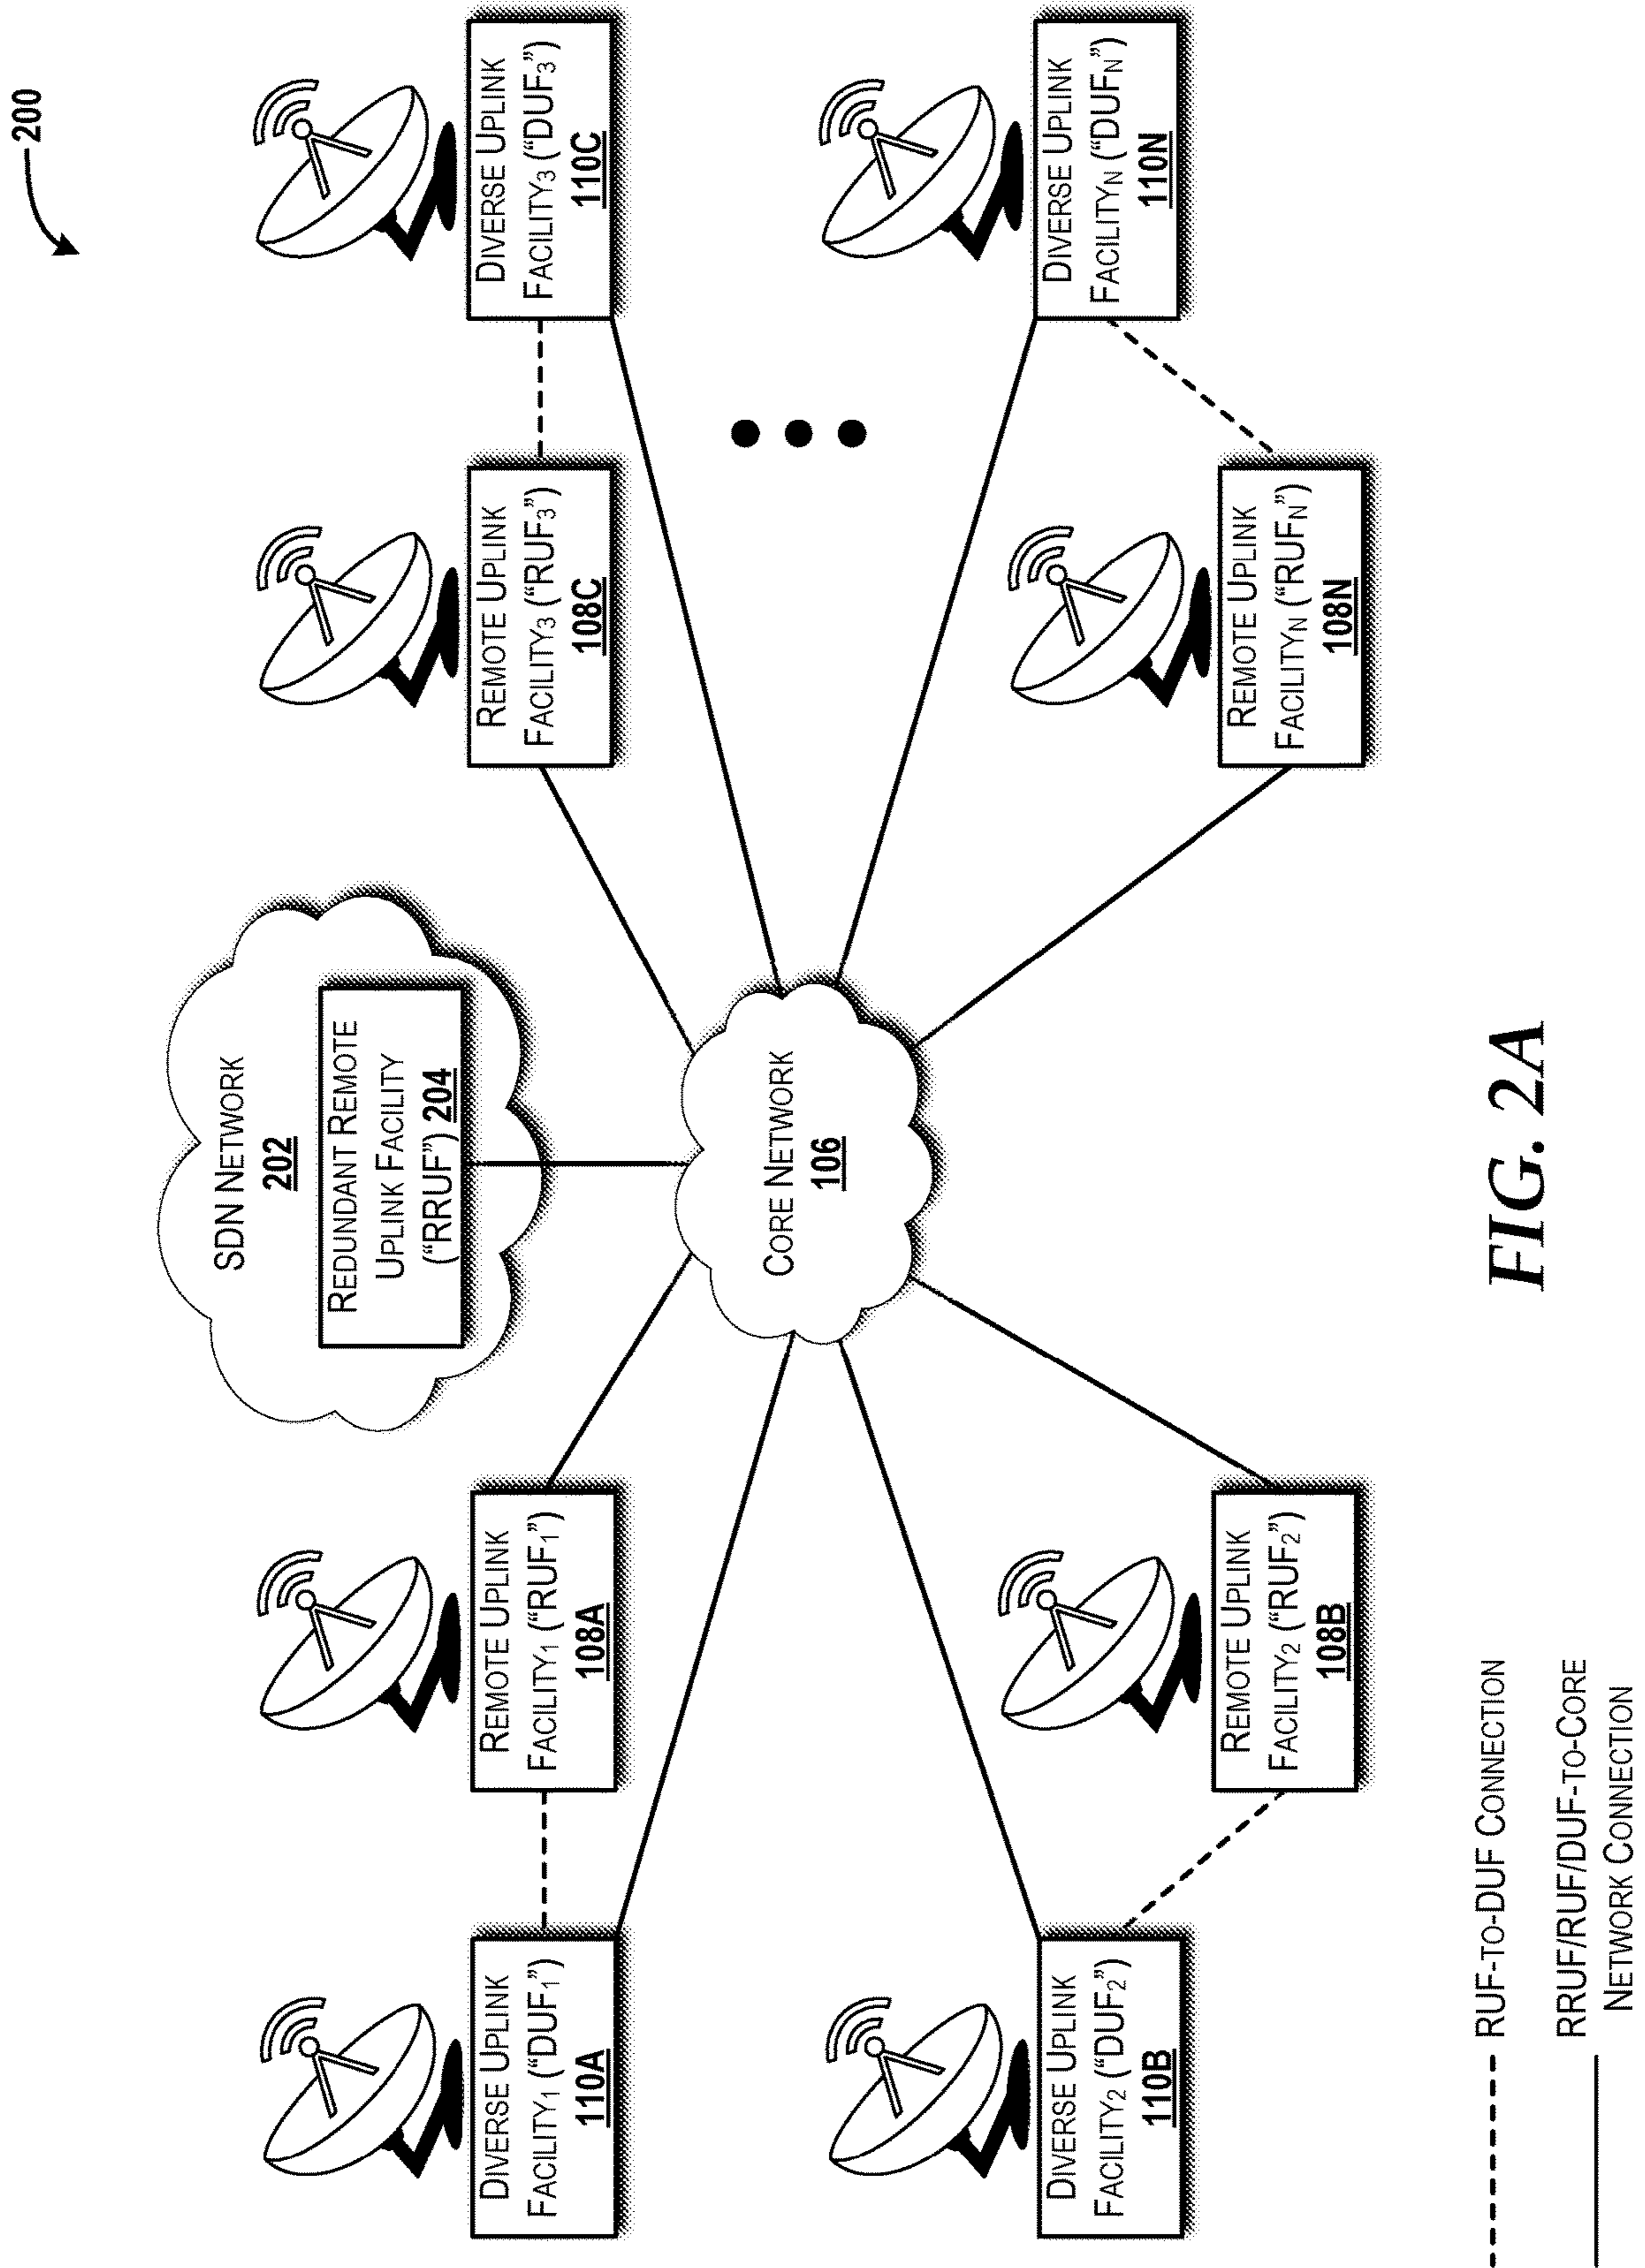 200
SDN NETWORK
202
REDUNDANT REMOTE
UPLINK FACILITY
("RRUF") 204
DIVERSE UPLINK
FACILITY1 ("DUF1")
110A
REMOTE UPLINK
FACILITY1 ("RUF1")
108A
REMOTE UPLINK
FACILITY3 ("RUF3")
108C
DIVERSE UPLINK
FACILITY3 ("DUF3")
110C
CORE NETWORK
106
DIVERSE UPLINK
FACILITY2 ("DUF2")
110B
REMOTE UPLINK
FACILITY2 ("RUF2")
108B
REMOTE UPLINK
FACILITYN ("RUFN")
108N
DIVERSE UPLINK
FACILITYN ("DUFN")
110N
RUF-TO-DUF CONNECTION
RRUF/RUF/DUF-TO-CORE
NETWORK CONNECTION
FIG. 2A